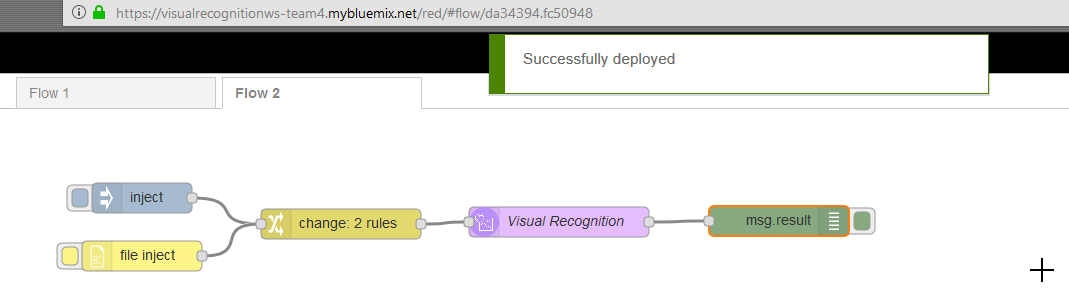 https://visualrecognitionws-team4.mybluemix.net/red/#flow/da34394.fc50948
Successfully deployed
Flow 1
Flow 2
inject
change: 2 rules
Visual Recognition
msg.result
file inject